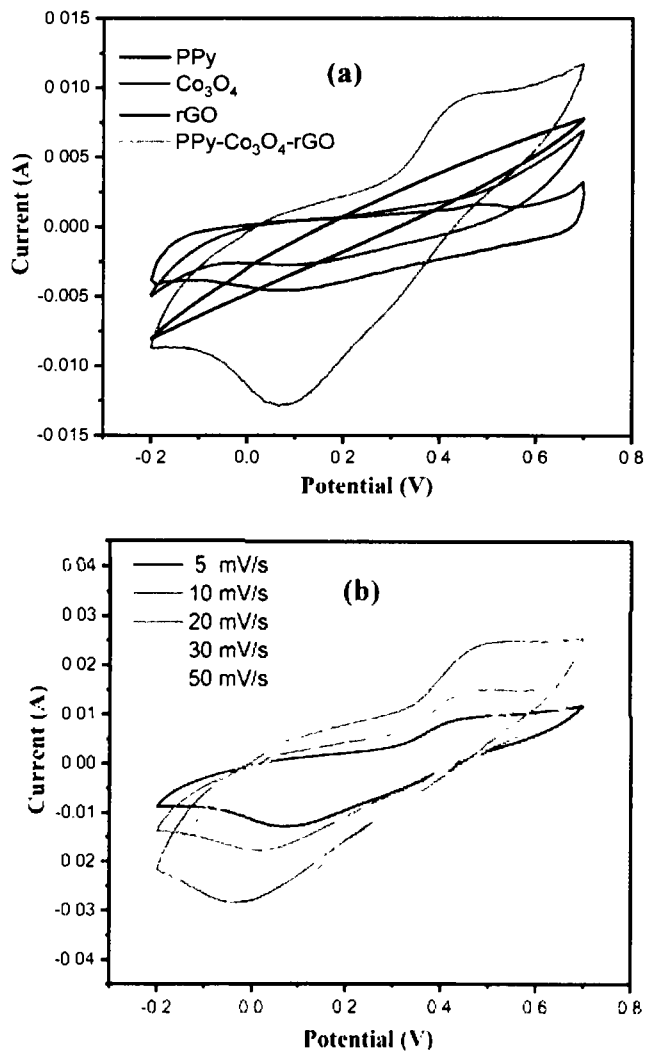 0 015
0 010
0.005
0.000
-0.005
-0.010
-0 015
Current (A)
PPy
Co₃O₄
rGO
PPy-Co₃O₄-rGO
(a)
-0 2
0.0
0 2
0 4
0 6
0 8
Potential (V)
0 04
0 03
0 02
0 01
0.00
-0.01
0 02
-0 03
-0 04
Current (A)
5 mV/s
10 mV/s
20 mV/s
30 mV/s
50 mV/s
(b)
-0 2
0.0
0 2
0 4
0 6
0 8
Potential (V)